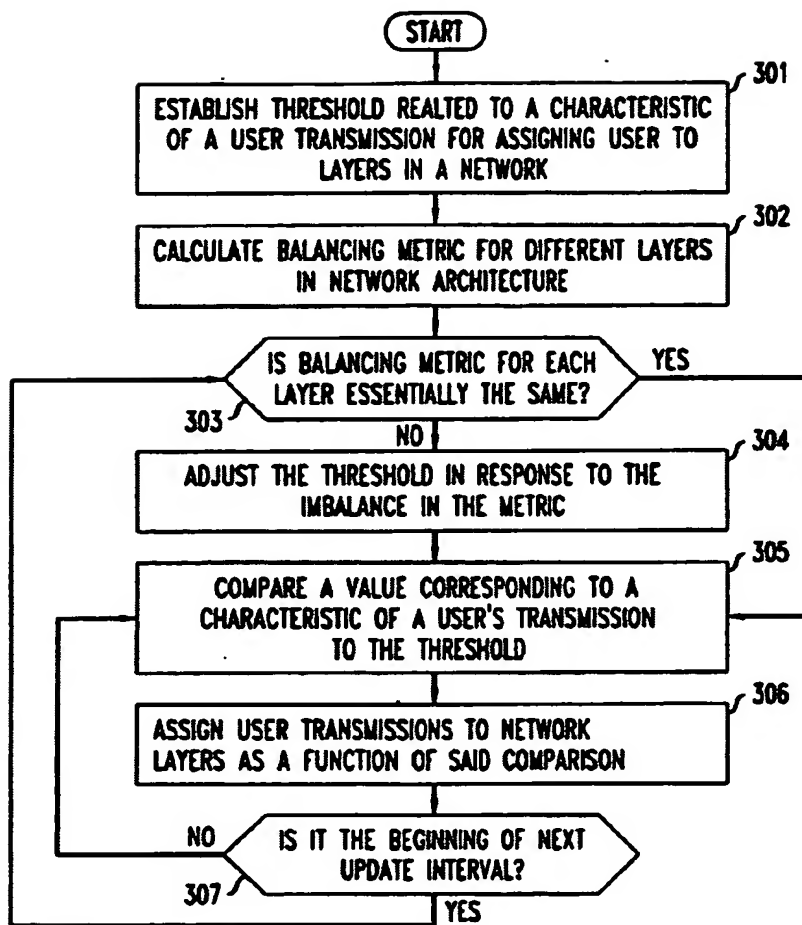 START
301
ESTABLISH THRESHOLD REALTED TO A CHARACTERISTIC
OF A USER TRANSMISSION FOR ASSIGNING USER TO
LAYERS IN A NETWORK
302
CALCULATE BALANCING METRIC FOR DIFFERENT LAYERS
IN NETWORK ARCHITECTURE
IS BALANCING METRIC FOR EACH
LAYER ESSENTIALLY THE SAME?
YES
303
NO
304
ADJUST THE THRESHOLD IN RESPONSE TO THE
IMBALANCE IN THE METRIC
305
COMPARE A VALUE CORRESPONDING TO A
CHARACTERISTIC OF A USER'S TRANSMISSION
TO THE THRESHOLD
306
ASSIGN USER TRANSMISSIONS TO NETWORK
LAYERS AS A FUNCTION OF SAID COMPARISON
NO
IS IT THE BEGINNING OF NEXT
UPDATE INTERVAL?
307
YES